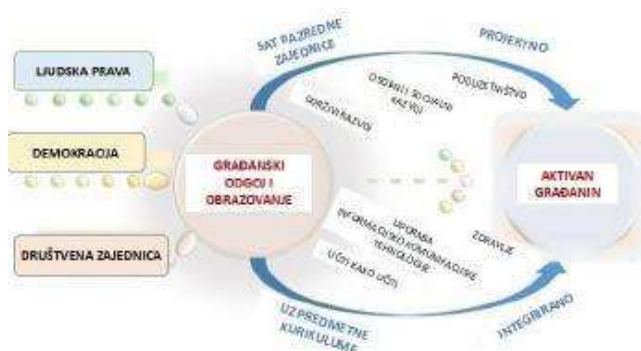 SAT RAZREDNE
ZAJEDNICE
PROJEKTNO
LJUDSKA PRAVA
OSOBNI I SOCIJALNI
RAZVOJ
PODUZETNIŠTVO
ODRŽIVI RAZVOJ
DEMOKRACIJA
GRAĐANSKI
ODGOJ I
OBRAZOVANJE
AKTIVAN
GRAĐANIN
UPORABA
INFORMACIJSKO KOMUNIKACIJSKE
TEHNOLOGIJE
ZDRAVLJE
DRUŠTVENA ZAJEDNICA
UČITI KAKO UČITI
UZ PREDMETNE
KURIKULUME
INTEGRIRANO